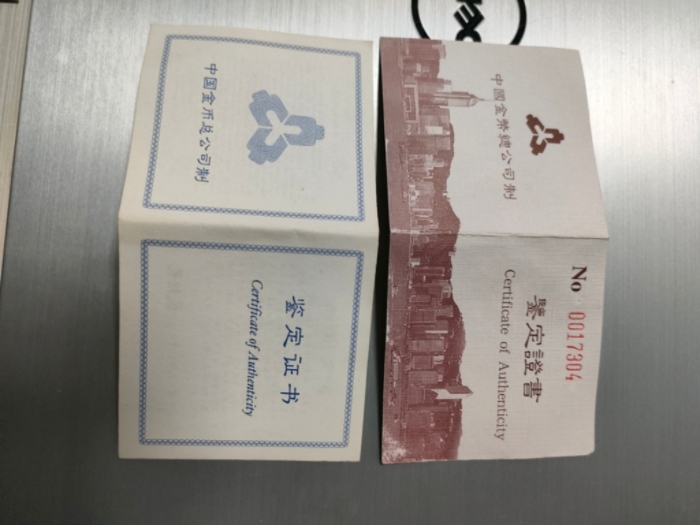 中国金币总公司制
鉴定证书
Certificate of Authenticity
中國金幣總公司制
No 0017304
鑒定證書
Certificate of Authenticity